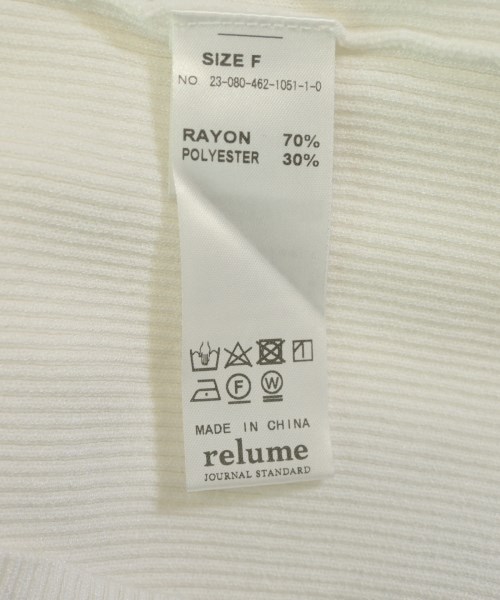 SIZE F
NO. 23-080-462-1051-1-0
RAYON 70%
POLYESTER 30%
F W
MADE IN CHINA
relume
JOURNAL STANDARD